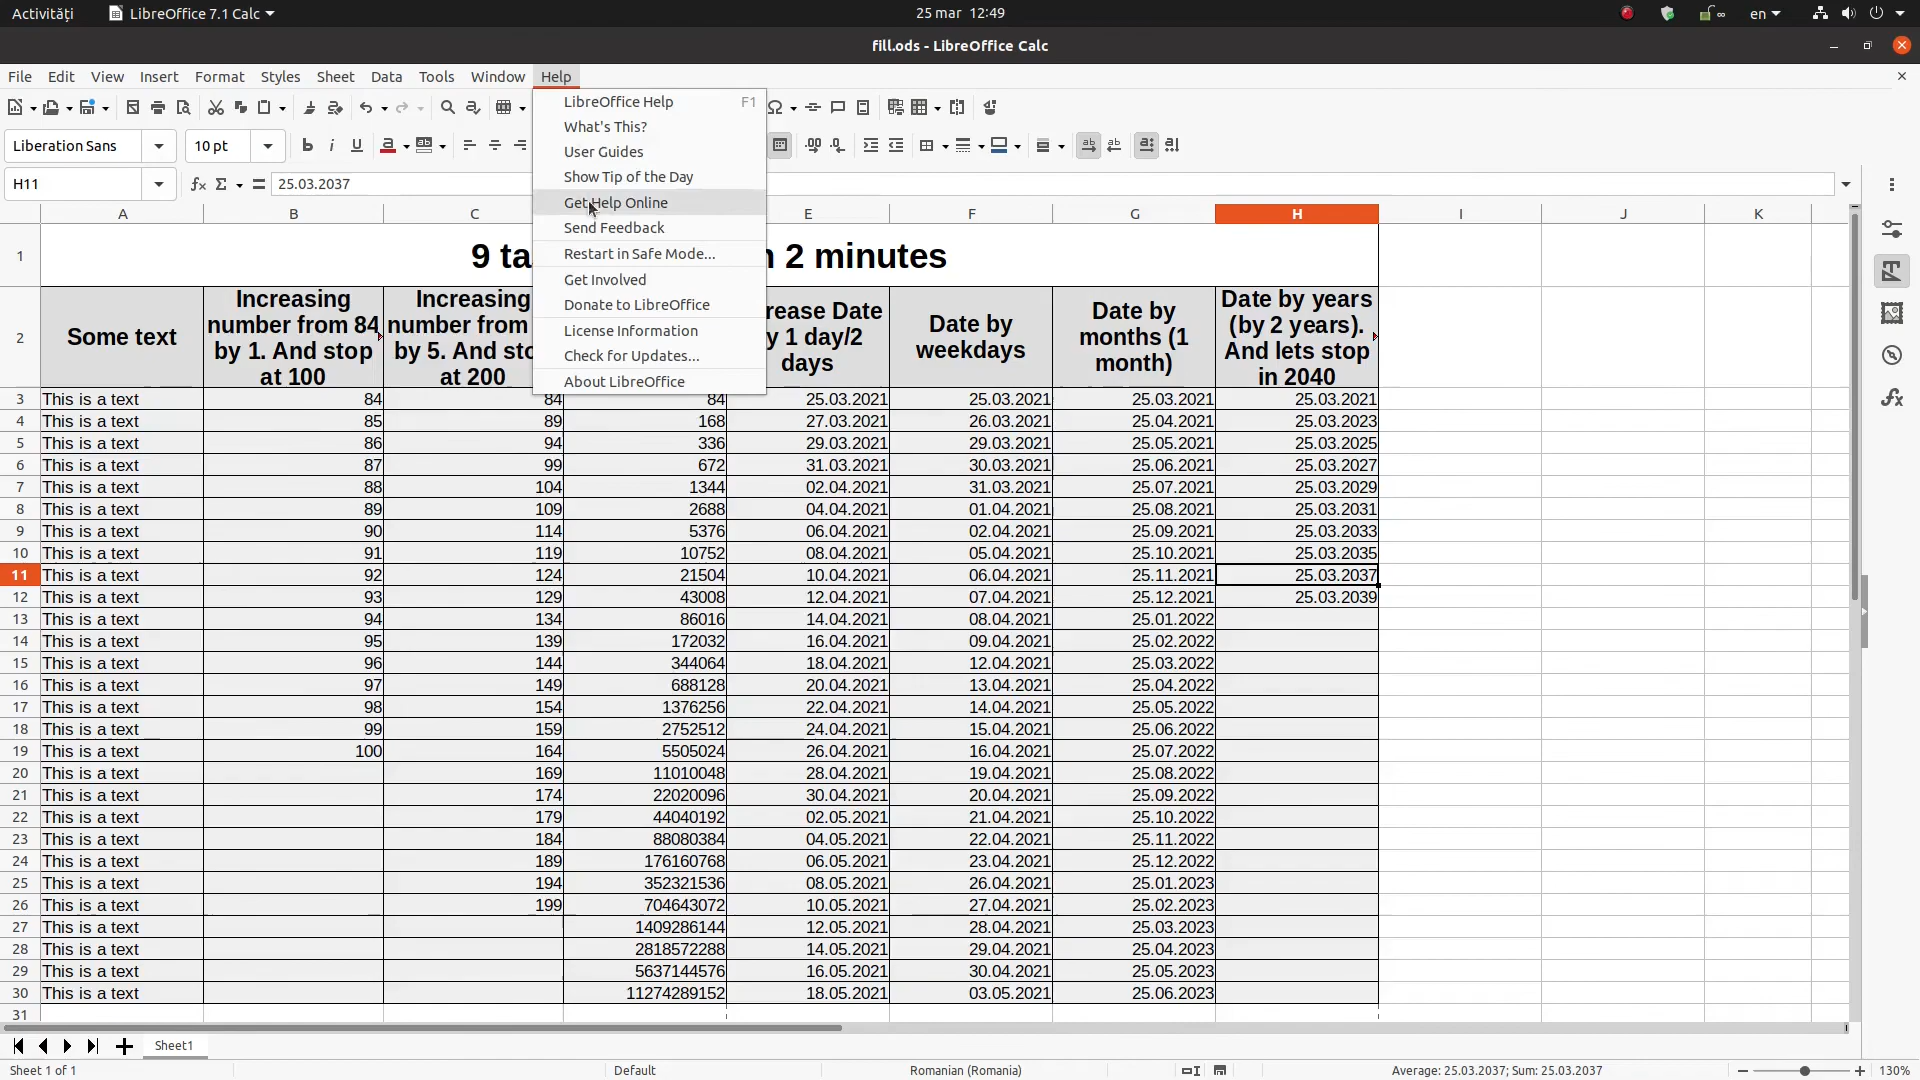 Activități LibreOffice 7.1 Calc 25 mar 12:49 en
fill.ods - LibreOffice Calc
File Edit View Insert Format Styles Sheet Data Tools Window Help
LibreOffice Help F1
What's This?
User Guides
Show Tip of the Day
Get Help Online
Send Feedback
Restart in Safe Mode...
Get Involved
Donate to LibreOffice
License Information
Check for Updates...
About LibreOffice
Liberation Sans 10 pt
H11 25.03.2037
A B C E F G H I J K
1 9 ta 2 minutes
2
Some text
Increasing
number from 84
by 1. And stop
at 100
Increasing
number from
by 5. And sto
at 200
rease Date
y 1 day/2
days
Date by
weekdays
Date by
months (1
month)
Date by years
(by 2 years).
And lets stop
in 2040
3 This is a text 84 84 84 25.03.2021 25.03.2021 25.03.2021 25.03.2021
4 This is a text 85 89 168 27.03.2021 26.03.2021 25.04.2021 25.03.2023
5 This is a text 86 94 336 29.03.2021 29.03.2021 25.05.2021 25.03.2025
6 This is a text 87 99 672 31.03.2021 30.03.2021 25.06.2021 25.03.2027
7 This is a text 88 104 1344 02.04.2021 31.03.2021 25.07.2021 25.03.2029
8 This is a text 89 109 2688 04.04.2021 01.04.2021 25.08.2021 25.03.2031
9 This is a text 90 114 5376 06.04.2021 02.04.2021 25.09.2021 25.03.2033
10 This is a text 91 119 10752 08.04.2021 05.04.2021 25.10.2021 25.03.2035
11 This is a text 92 124 21504 10.04.2021 06.04.2021 25.11.2021 25.03.2037
12 This is a text 93 129 43008 12.04.2021 07.04.2021 25.12.2021 25.03.2039
13 This is a text 94 134 86016 14.04.2021 08.04.2021 25.01.2022
14 This is a text 95 139 172032 16.04.2021 09.04.2021 25.02.2022
15 This is a text 96 144 344064 18.04.2021 12.04.2021 25.03.2022
16 This is a text 97 149 688128 20.04.2021 13.04.2021 25.04.2022
17 This is a text 98 154 1376256 22.04.2021 14.04.2021 25.05.2022
18 This is a text 99 159 2752512 24.04.2021 15.04.2021 25.06.2022
19 This is a text 100 164 5505024 26.04.2021 16.04.2021 25.07.2022
20 This is a text 169 11010048 28.04.2021 19.04.2021 25.08.2022
21 This is a text 174 22020096 30.04.2021 20.04.2021 25.09.2022
22 This is a text 179 44040192 02.05.2021 21.04.2021 25.10.2022
23 This is a text 184 88080384 04.05.2021 22.04.2021 25.11.2022
24 This is a text 189 176160768 06.05.2021 23.04.2021 25.12.2022
25 This is a text 194 352321536 08.05.2021 26.04.2021 25.01.2023
26 This is a text 199 704643072 10.05.2021 27.04.2021 25.02.2023
27 This is a text 1409286144 12.05.2021 28.04.2021 25.03.2023
28 This is a text 2818572288 14.05.2021 29.04.2021 25.04.2023
29 This is a text 5637144576 16.05.2021 30.04.2021 25.05.2023
30 This is a text 11274289152 18.05.2021 03.05.2021 25.06.2023
31
Sheet1
Sheet 1 of 1 Default Romanian (Romania) Average: 25.03.2037; Sum: 25.03.2037 130%